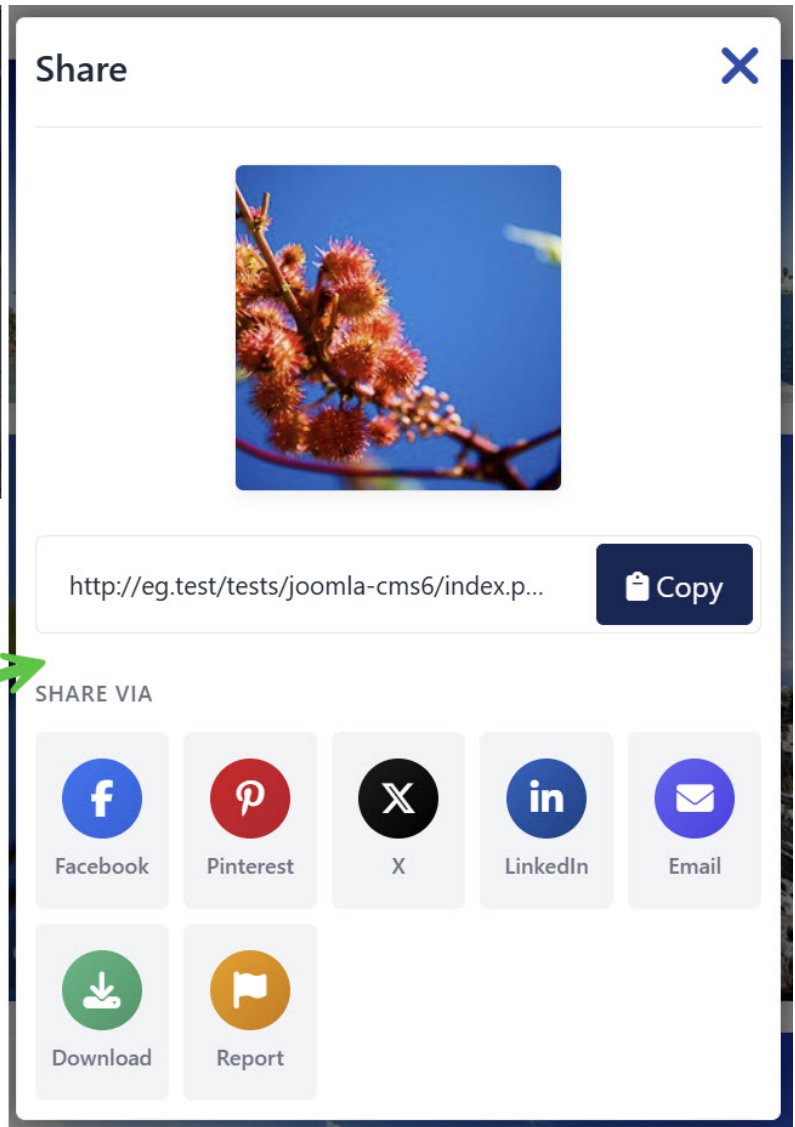 Share
http://eg.test/tests/joomla-cms6/index.p...
Copy
SHARE VIA
Facebook
Pinterest
X
LinkedIn
Email
Download
Report